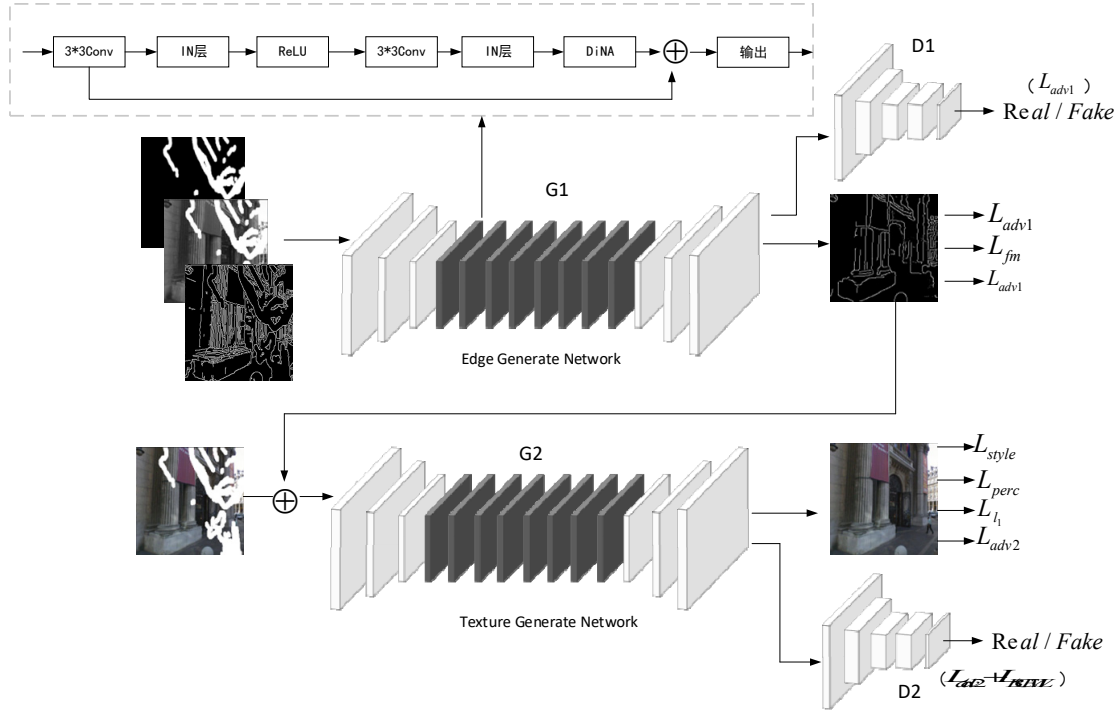 3*3Conv IN层 ReLU 3*3Conv IN层 DiNA ⊕ 输出
D1
( L_adv1 )
Real / Fake
G1
L_adv1
L_fm
L_adv1
Edge Generate Network
G2
L_style
L_perc
L_l1
L_adv2
Texture Generate Network
Real / Fake
D2